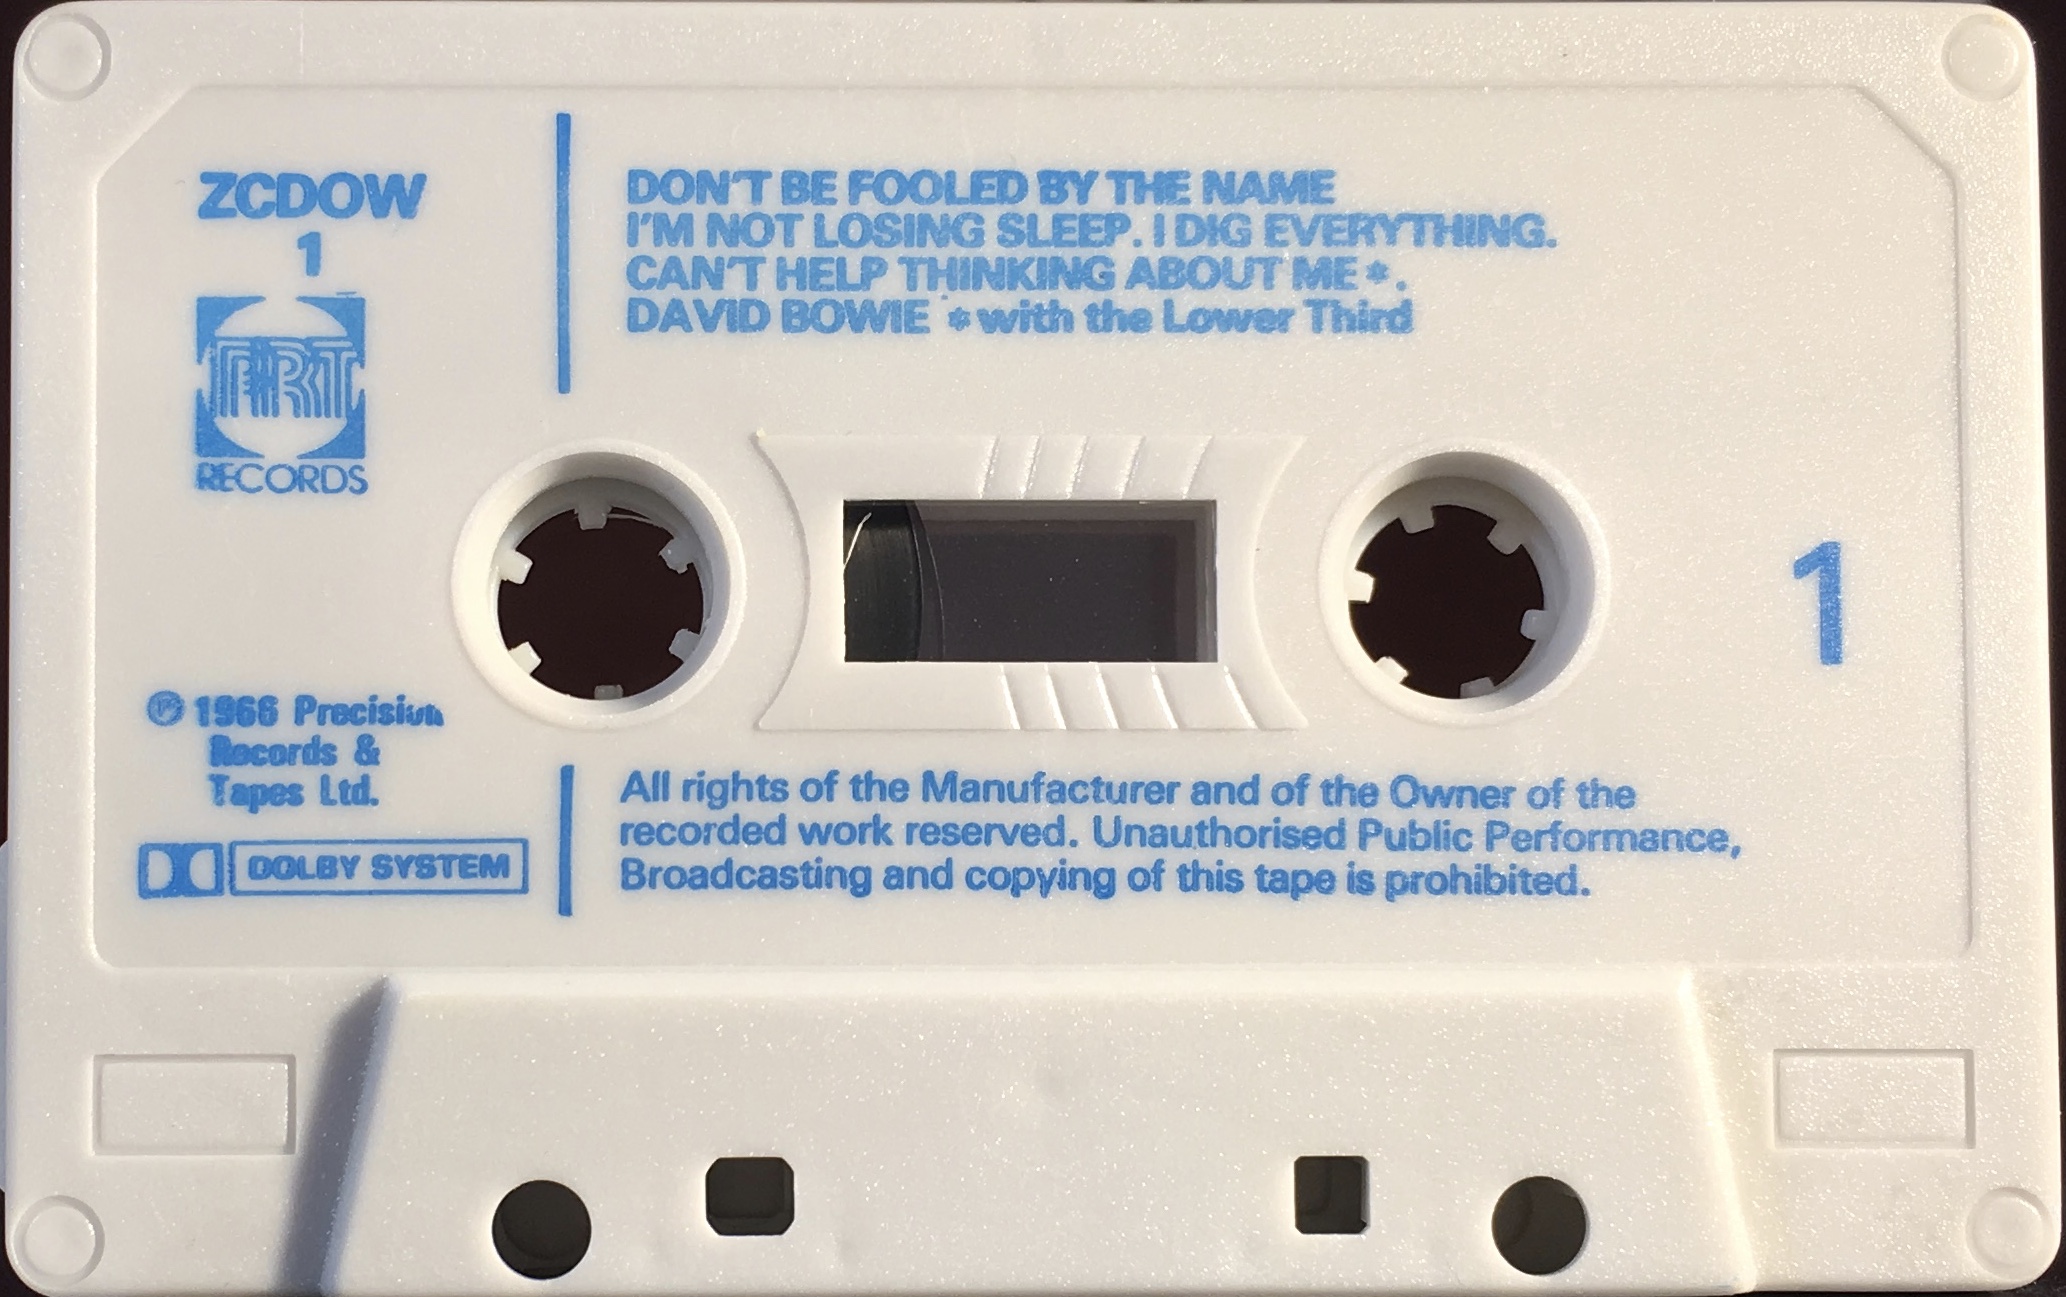 ZCDOW
1
PRT
RECORDS
DON'T BE FOOLED BY THE NAME
I'M NOT LOSING SLEEP. I DIG EVERYTHING.
CAN'T HELP THINKING ABOUT ME*.
DAVID BOWIE *with the Lower Third
1
℗ 1966 Precision
Records &
Tapes Ltd.
DOLBY SYSTEM
All rights of the Manufacturer and of the Owner of the
recorded work reserved. Unauthorised Public Performance,
Broadcasting and copying of this tape is prohibited.